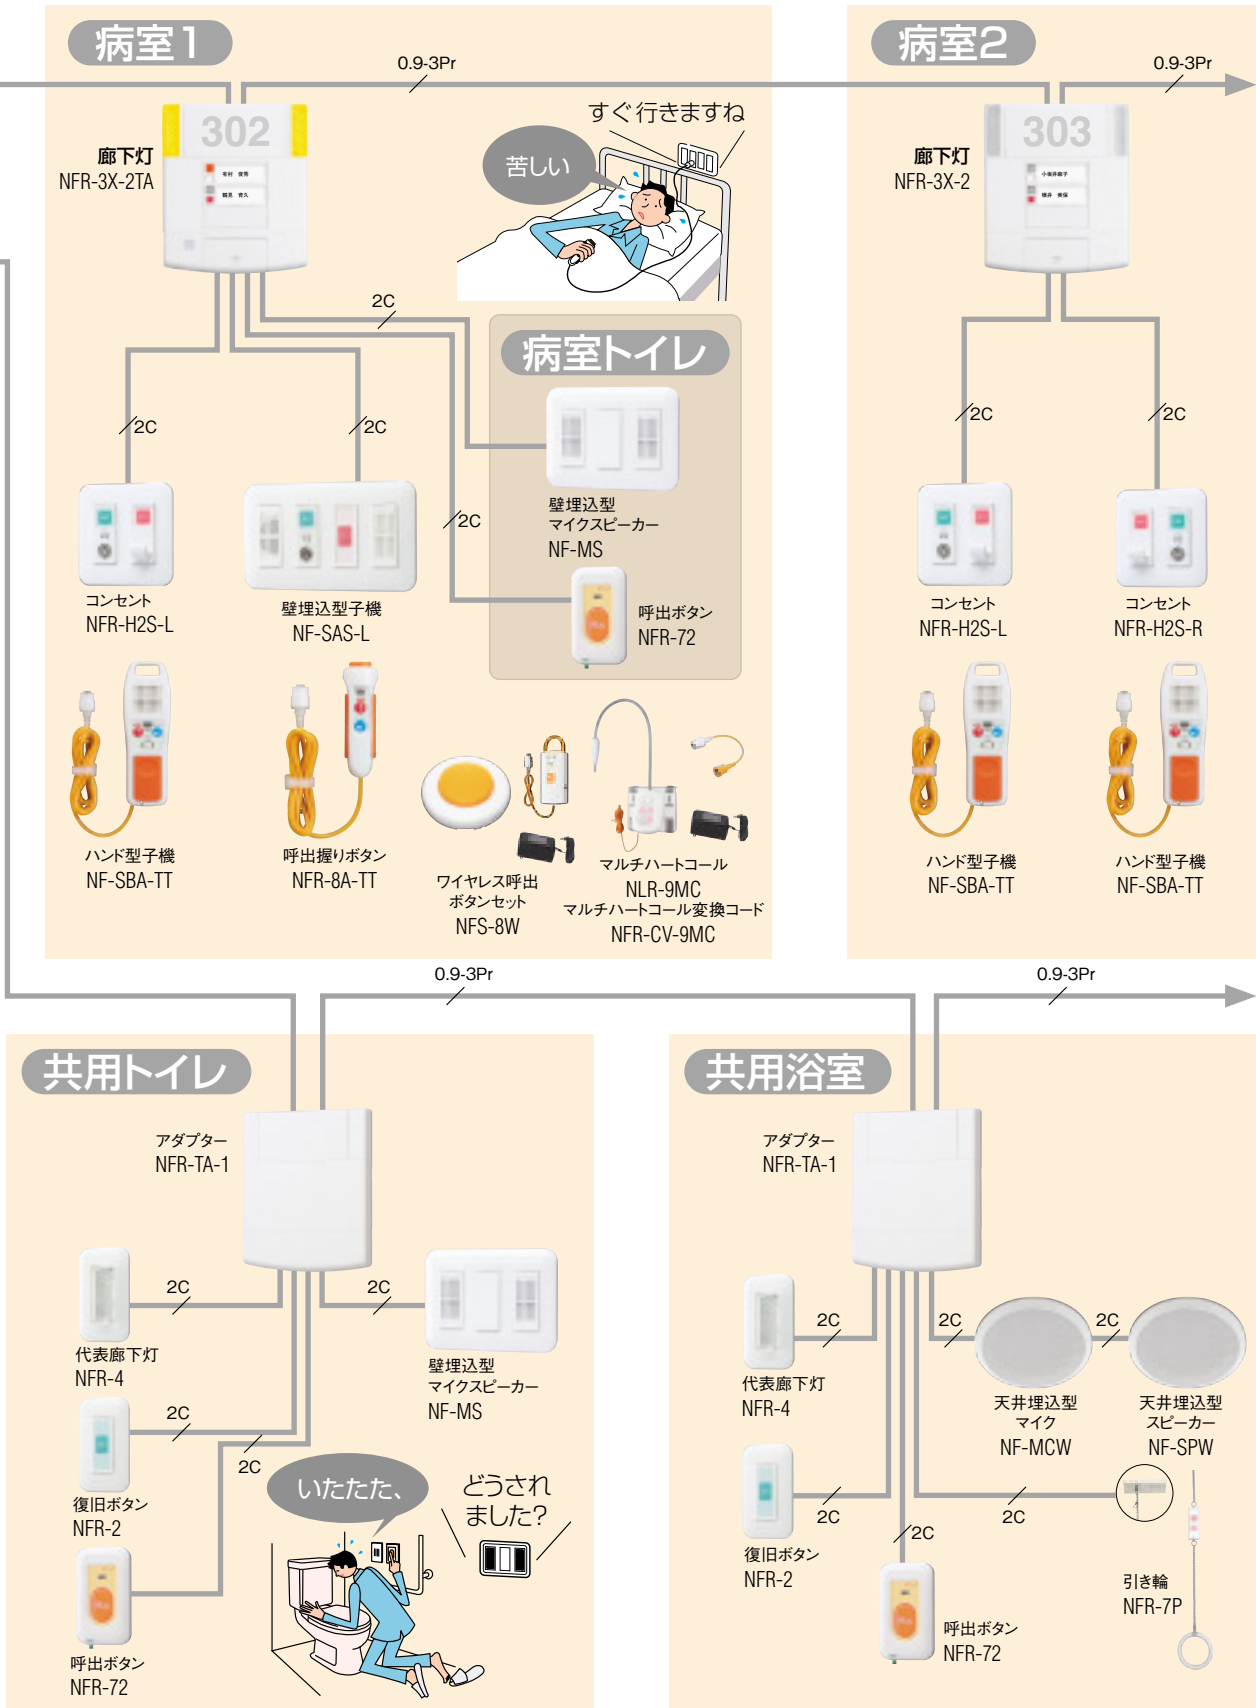 病室1
0.9-3Pr
302
廊下灯
NFR-3X-2TA
すぐ行きますね
苦しい
2C
病室トイレ
2C
2C
2C
壁埋込型
マイクスピーカー
NF-MS
コンセント
NFR-H2S-L
壁埋込型子機
NF-SAS-L
呼出ボタン
NFR-72
ハンド型子機
NF-SBA-TT
呼出握りボタン
NFR-8A-TT
ワイヤレス呼出
ボタンセット
NFS-8W
マルチハートコール
NLR-9MC
マルチハートコール変換コード
NFR-CV-9MC
病室2
0.9-3Pr
303
廊下灯
NFR-3X-2
2C
2C
コンセント
NFR-H2S-L
コンセント
NFR-H2S-R
ハンド型子機
NF-SBA-TT
ハンド型子機
NF-SBA-TT
0.9-3Pr
0.9-3Pr
共用トイレ
アダプター
NFR-TA-1
2C
2C
代表廊下灯
NFR-4
壁埋込型
マイクスピーカー
NF-MS
2C
2C
復旧ボタン
NFR-2
いたたた、
どうされ
ました?
呼出ボタン
NFR-72
共用浴室
アダプター
NFR-TA-1
2C
2C
2C
代表廊下灯
NFR-4
天井埋込型
マイク
NF-MCW
天井埋込型
スピーカー
NF-SPW
2C
2C
2C
復旧ボタン
NFR-2
引き輪
NFR-7P
呼出ボタン
NFR-72